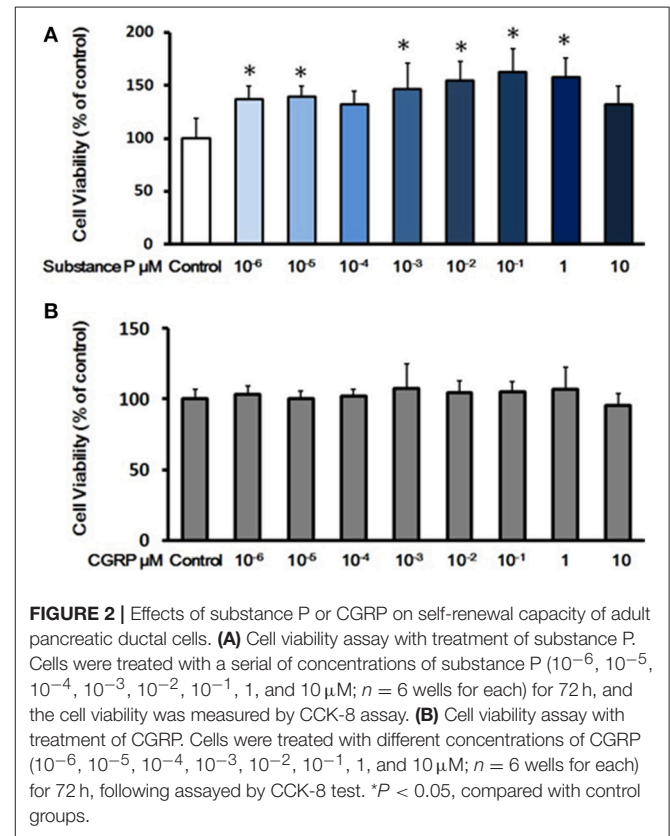 A
Cell Viability (% of control)
200
150
100
50
0
* * * * * *
Substance P µM Control 10⁻⁶ 10⁻⁵ 10⁻⁴ 10⁻³ 10⁻² 10⁻¹ 1 10
B
Cell Viability (% of control)
150
100
50
0
CGRP µM Control 10⁻⁶ 10⁻⁵ 10⁻⁴ 10⁻³ 10⁻² 10⁻¹ 1 10
FIGURE 2 | Effects of substance P or CGRP on self-renewal capacity of adult
pancreatic ductal cells. (A) Cell viability assay with treatment of substance P.
Cells were treated with a serial of concentrations of substance P (10⁻⁶, 10⁻⁵,
10⁻⁴, 10⁻³, 10⁻², 10⁻¹, 1, and 10 µM; n = 6 wells for each) for 72 h, and
the cell viability was measured by CCK-8 assay. (B) Cell viability assay with
treatment of CGRP. Cells were treated with different concentrations of CGRP
(10⁻⁶, 10⁻⁵, 10⁻⁴, 10⁻³, 10⁻², 10⁻¹, 1, and 10 µM; n = 6 wells for each)
for 72 h, following assayed by CCK-8 test. *P < 0.05, compared with control
groups.